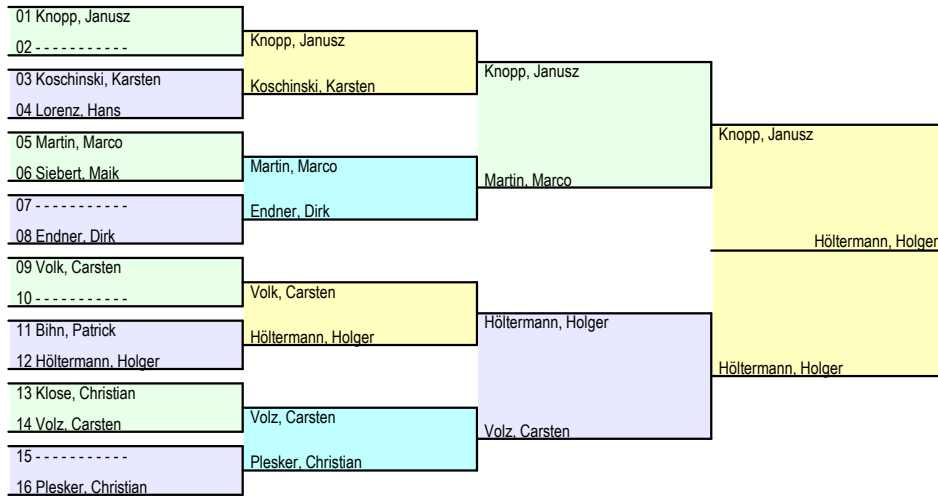 01 Knopp, Janusz
02 - - - - - - - - - - -
03 Koschinski, Karsten
04 Lorenz, Hans
05 Martin, Marco
06 Siebert, Maik
07 - - - - - - - - - - -
08 Endner, Dirk
09 Volk, Carsten
10 - - - - - - - - - - -
11 Bihn, Patrick
12 Höltermann, Holger
13 Klose, Christian
14 Volz, Carsten
15 - - - - - - - - - - -
16 Plesker, Christian
Knopp, Janusz
Koschinski, Karsten
Martin, Marco
Endner, Dirk
Volk, Carsten
Höltermann, Holger
Volz, Carsten
Plesker, Christian
Knopp, Janusz
Martin, Marco
Höltermann, Holger
Volz, Carsten
Knopp, Janusz
Höltermann, Holger
Höltermann, Holger